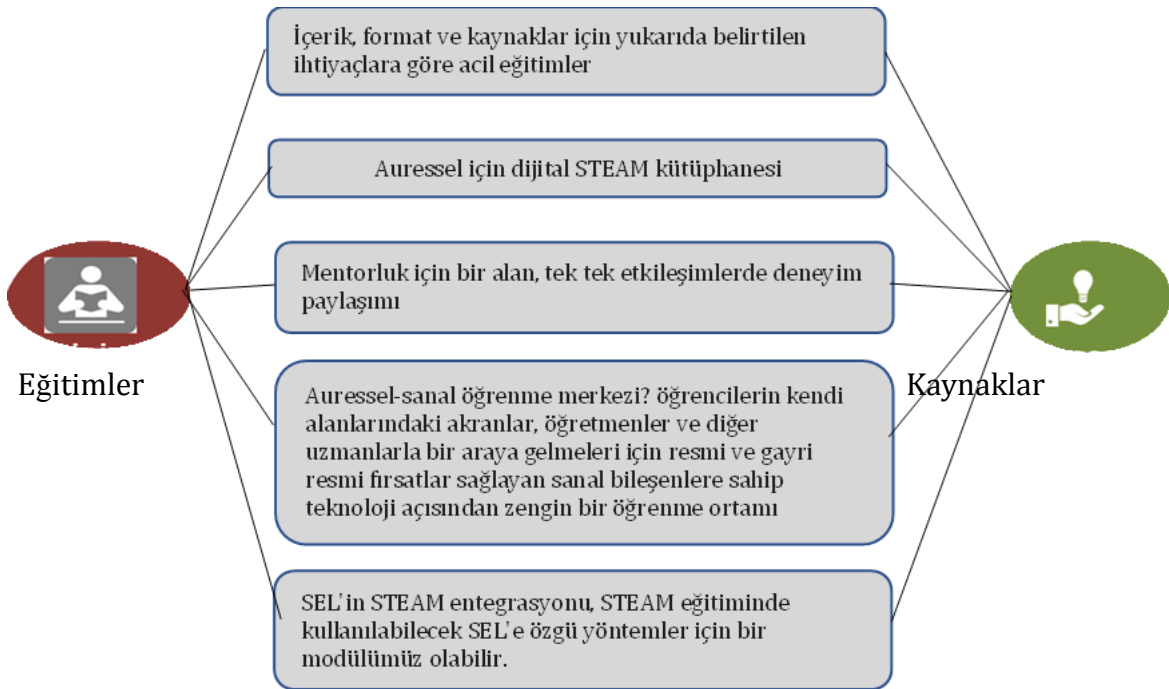 İçerik, format ve kaynaklar için yukarıda belirtilen
ihtiyaçlara göre acil eğitimler
Auressel için dijital STEAM kütüphanesi
Mentorluk için bir alan, tek tek etkileşimlerde deneyim
paylaşımı
Eğitimler
Kaynaklar
Auressel-sanal öğrenme merkezi? öğrencilerin kendi
alanlarındaki akranlar, öğretmenler ve diğer
uzmanlarla bir araya gelmeleri için resmi ve gayri
resmi fırsatlar sağlayan sanal bileşenlere sahip
teknoloji açısından zengin bir öğrenme ortamı
SEL'in STEAM entegrasyonu, STEAM eğitiminde
kullanılabilecek SEL'e özgü yöntemler için bir
modülümüz olabilir.